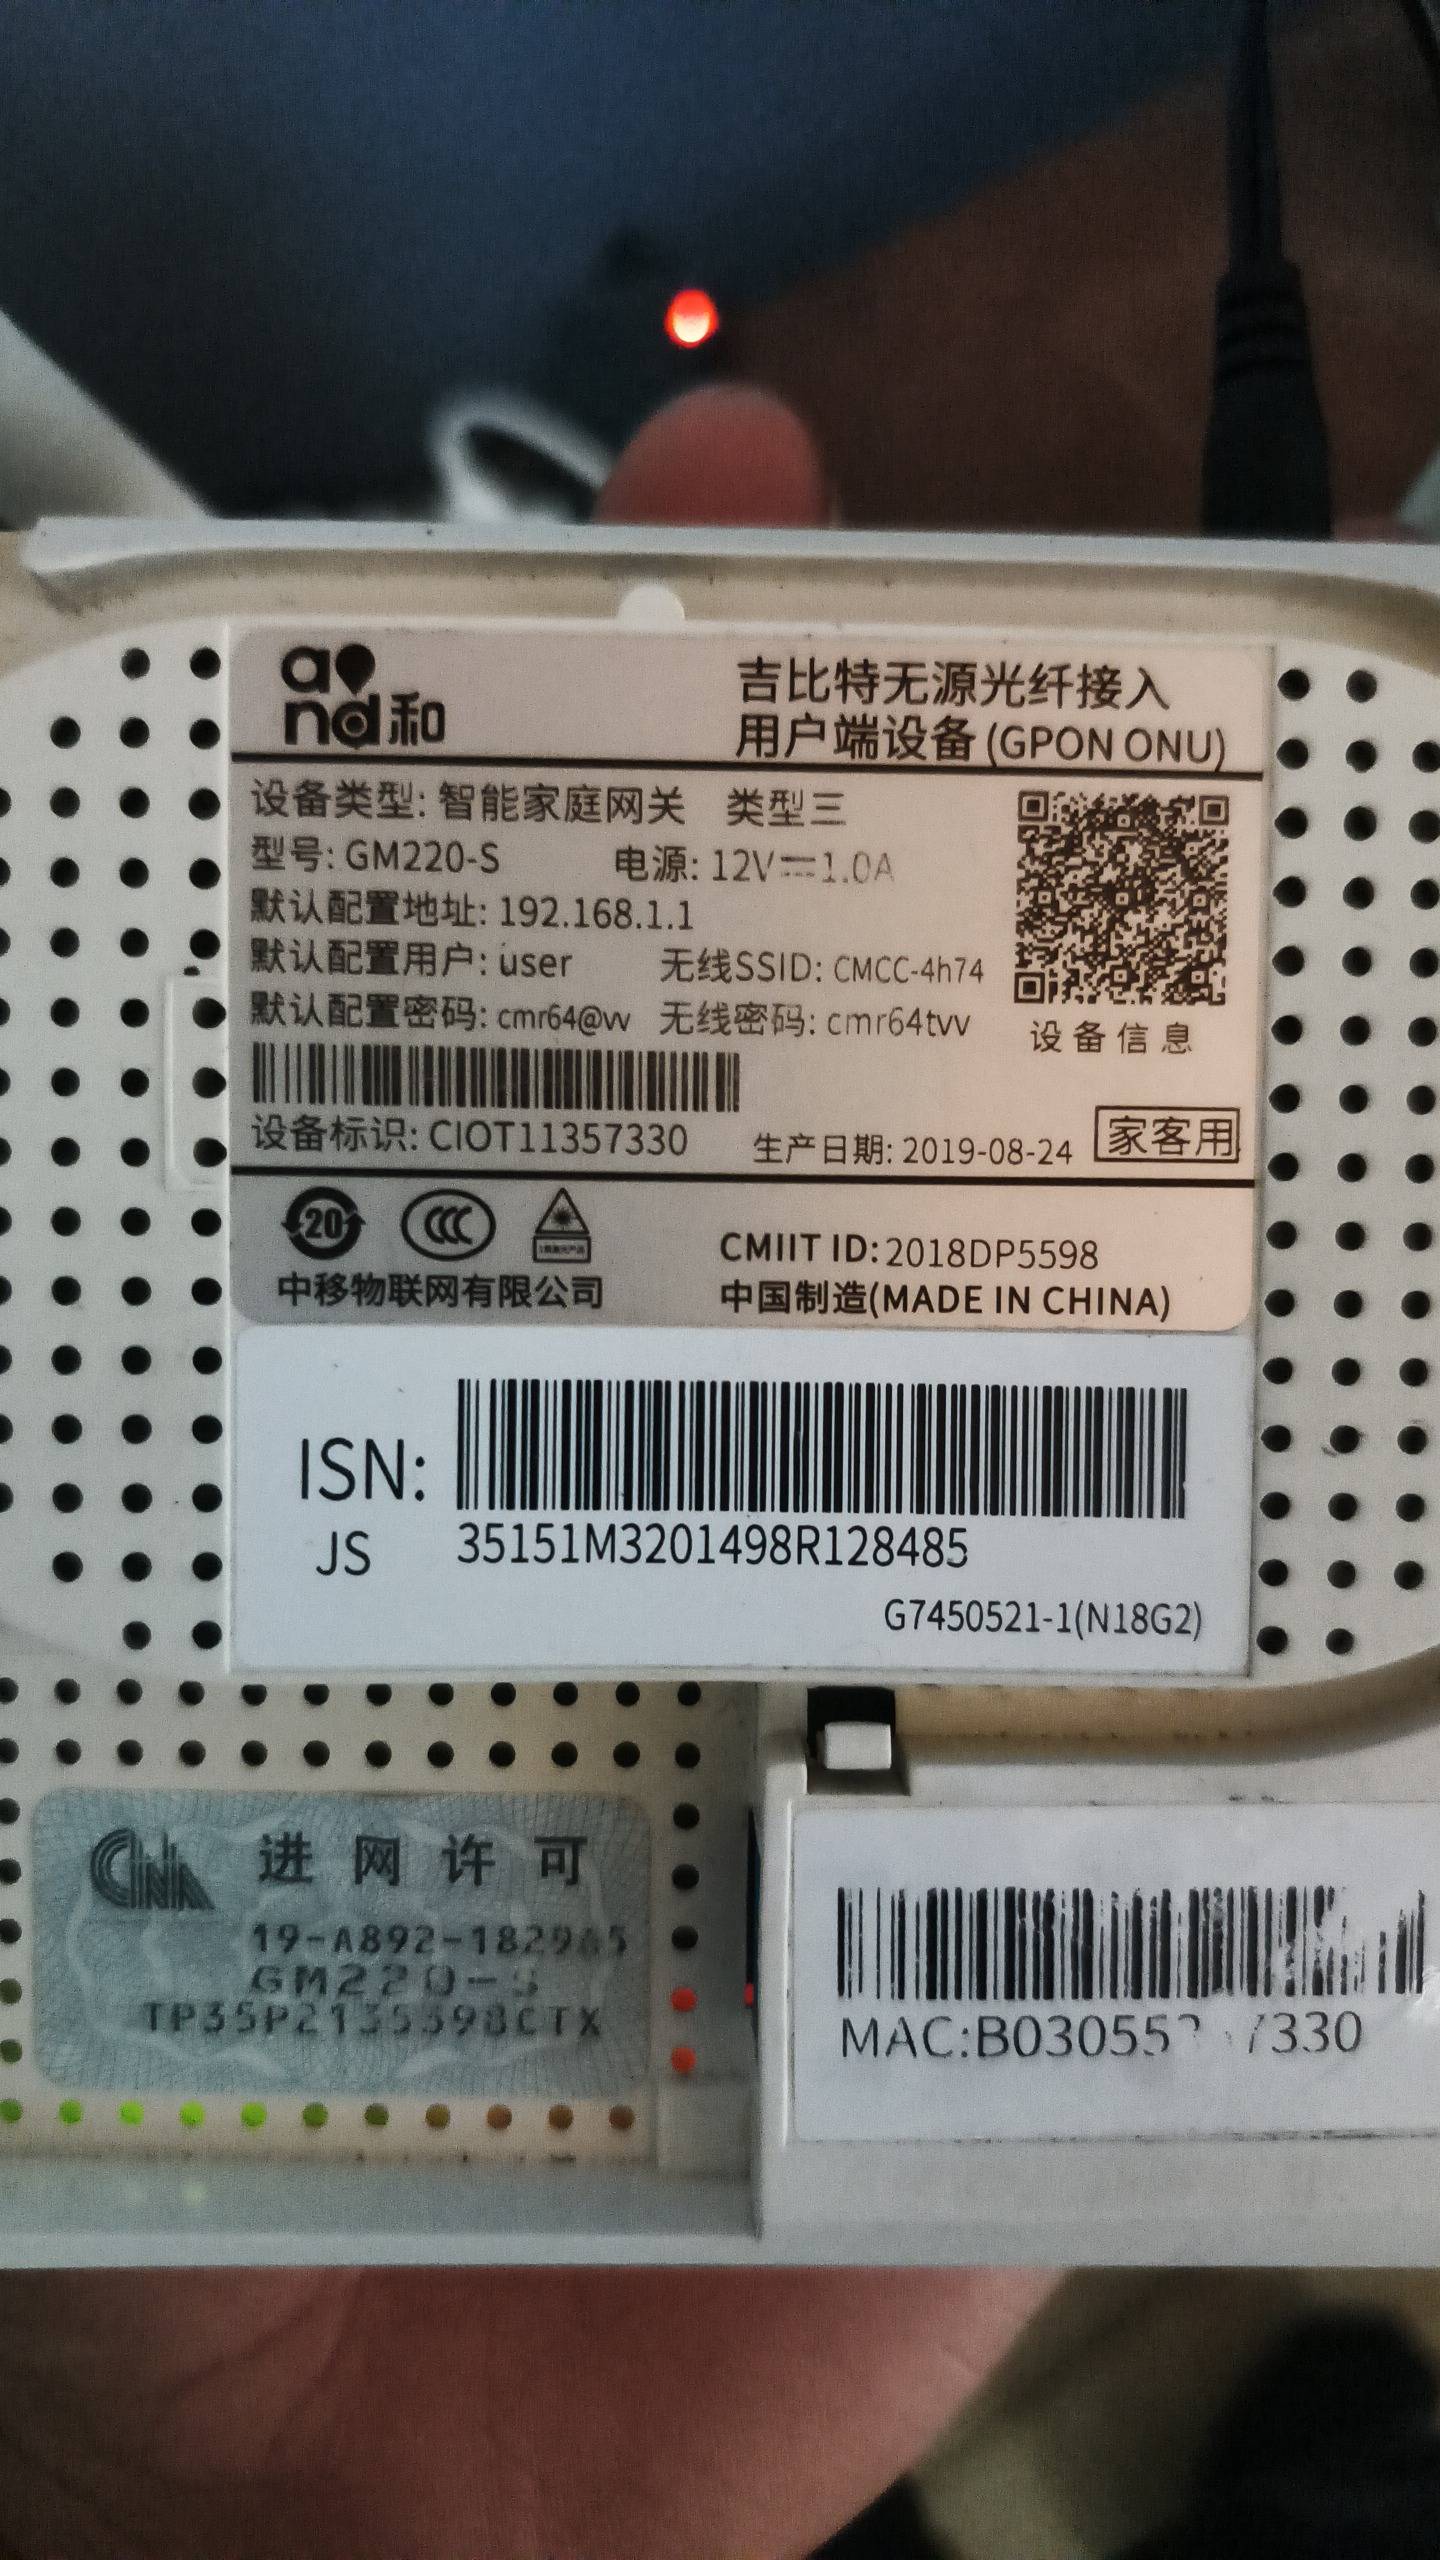 and和
吉比特无源光纤接入
用户端设备(GPON ONU)
设备类型: 智能家庭网关 类型三
型号: GM220-S 电源: 12V⎓1.0A
默认配置地址: 192.168.1.1
默认配置用户: user 无线SSID: CMCC-4h74
默认配置密码: cmr64@vv 无线密码: cmr64tvv
设备信息
设备标识: CIOT11357330 生产日期: 2019-08-24 家客用
20 CCC
中移物联网有限公司
CMIIT ID: 2018DP5598
中国制造(MADE IN CHINA)
ISN:
JS 35151M3201498R128485
G7450521-1(N18G2)
CHINA 进网许可
GM220-S